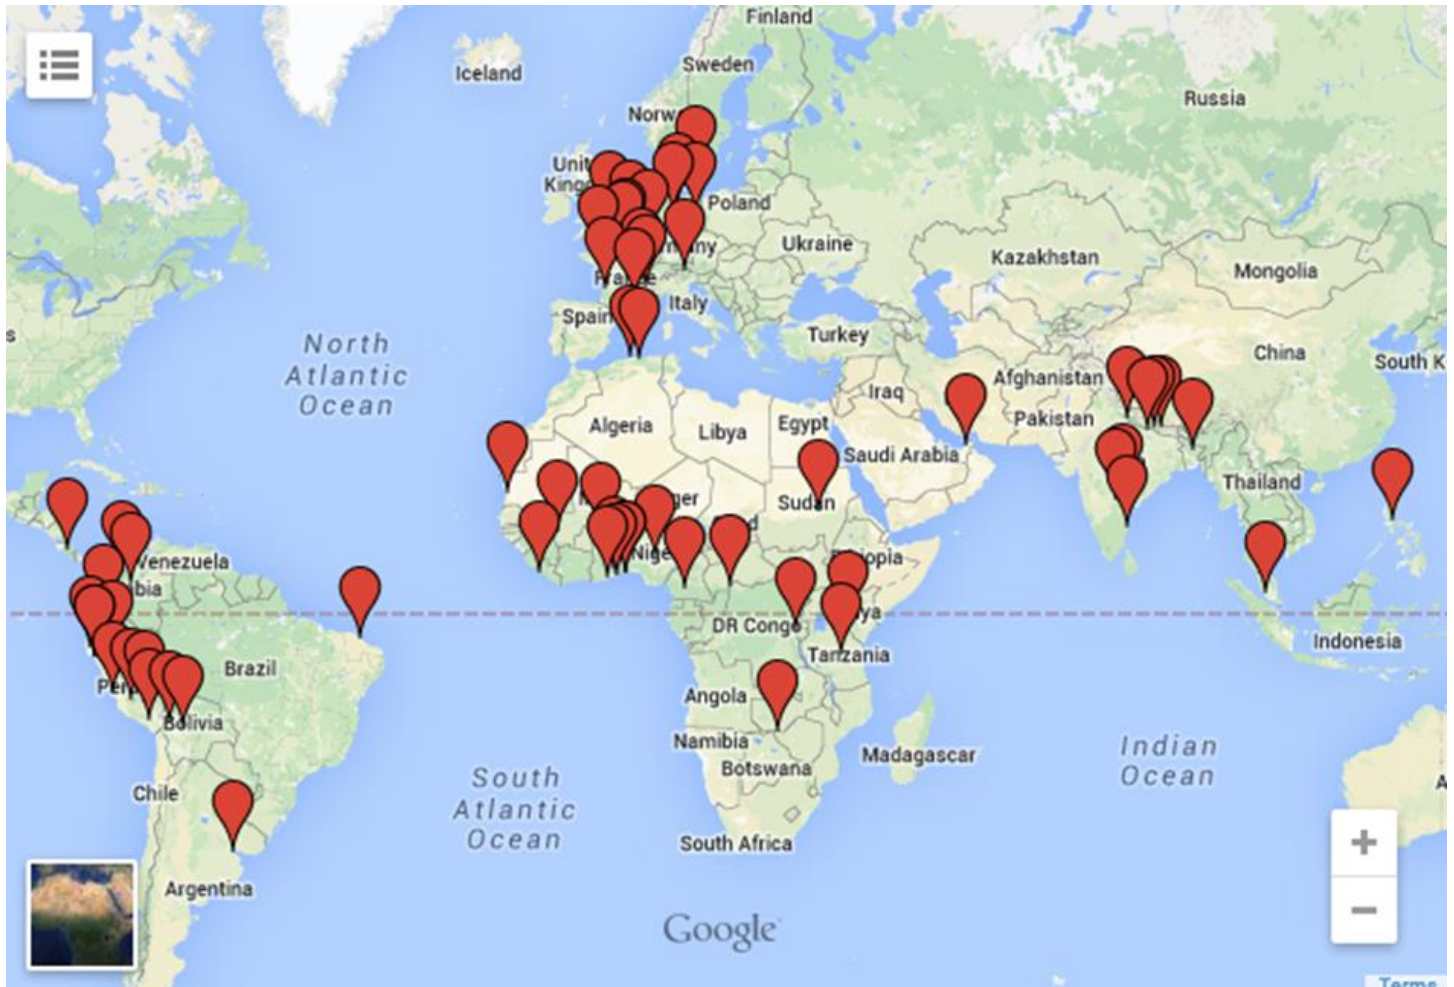 Finland
Sweden
Iceland
Russia
Poland
Ukraine
Kazakhstan
Mongolia
France
Italy
Spain
Turkey
North
Atlantic
Ocean
China
Afghanistan
Iraq
Pakistan
Egypt
Algeria
Libya
Saudi Arabia
Thailand
Sudan
Venezuela
DR Congo
Indonesia
Tanzania
Brazil
Angola
Bolivia
Namibia
Madagascar
Botswana
Indian
Ocean
South
Atlantic
Ocean
Chile
South Africa
Argentina
Google
Terms